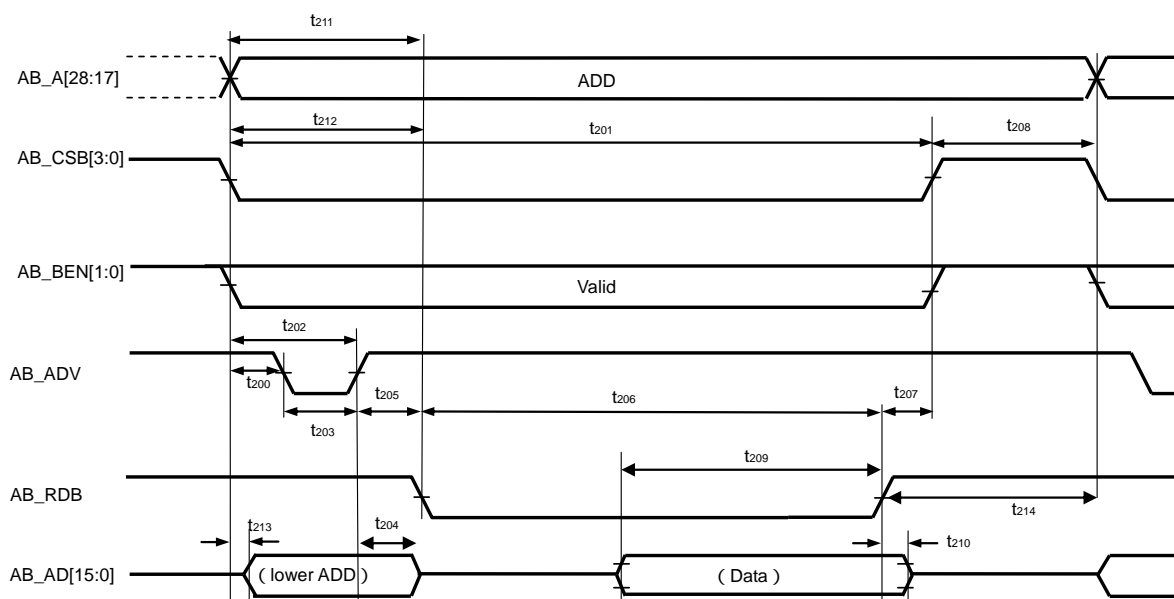 t211
AB_A[28:17]
ADD
t212
t201
t208
AB_CSB[3:0]
AB_BEN[1:0]
Valid
t202
AB_ADV
t200
t205
t206
t207
t203
t209
AB_RDB
t214
t213
t204
t210
AB_AD[15:0]
（lower ADD）
（Data）